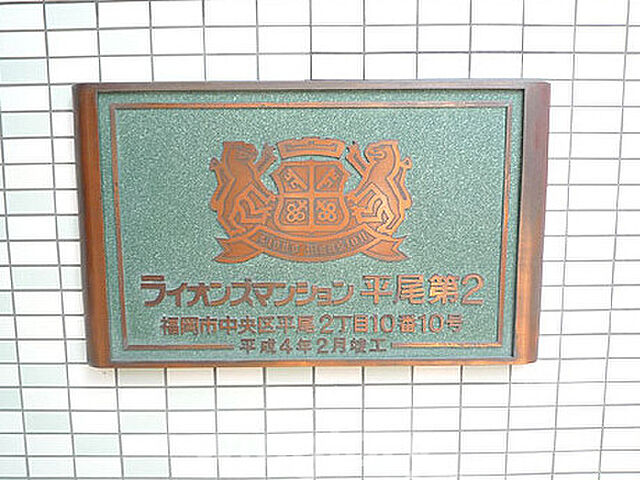 LIONS MANSION
ライオンズマンション 平尾第2
福岡市中央区平尾2丁目10番10号
平成4年2月竣工